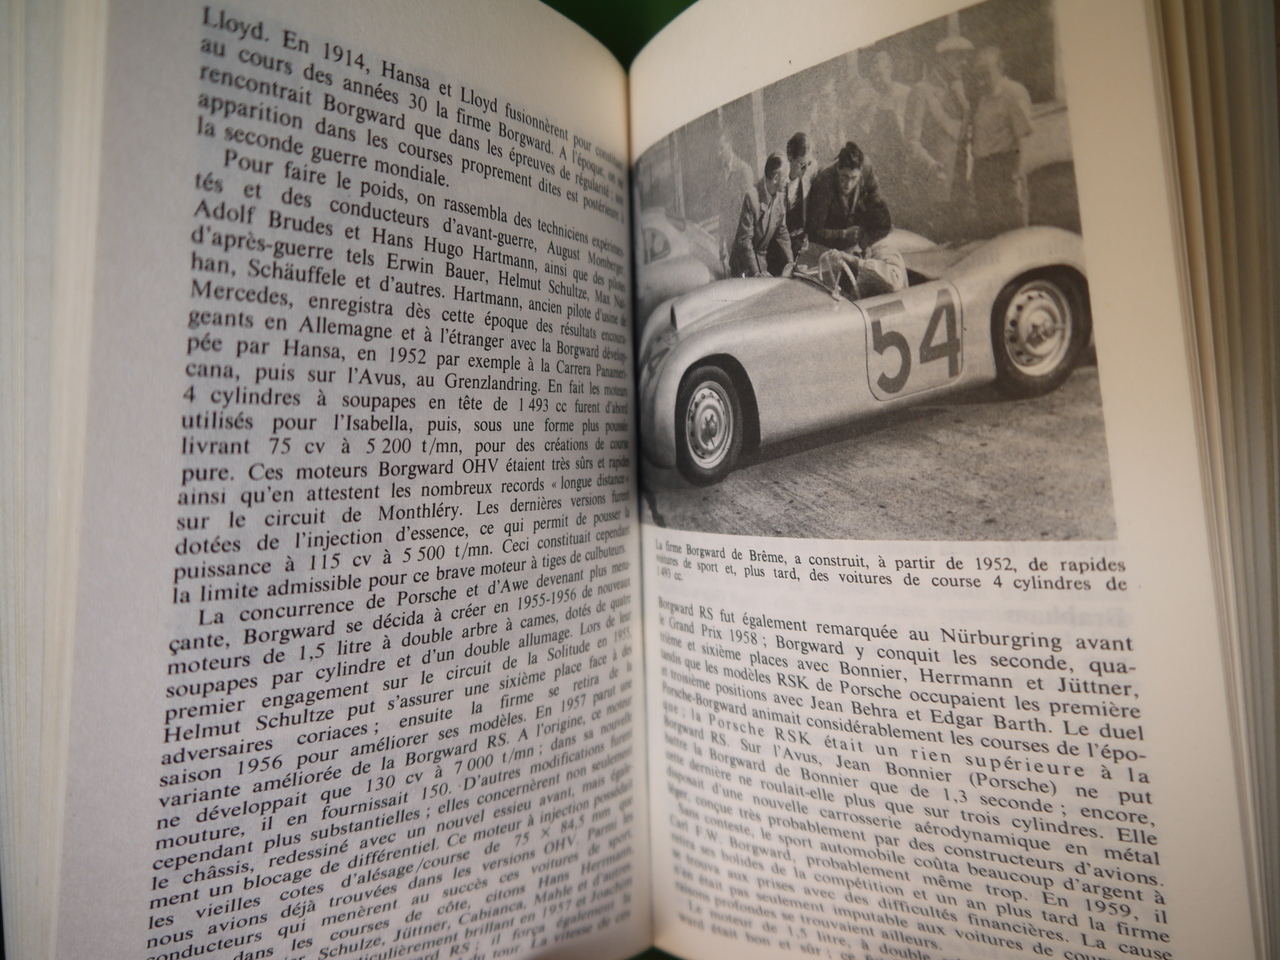 Lloyd. En 1914, Hansa et Lloyd fusionnèrent pour
au cours des années 30 la firme Borgward. A l'époque, on ne
rencontrait Borgward que dans les épreuves de régularité ; son
apparition dans les courses proprement dites est postérieure à
la seconde guerre mondiale.
Pour faire le poids, on rassembla des techniciens
tés et des conducteurs d'avant-guerre, August Momberger,
Adolf Brudes et Hans Hugo Hartmann, ainsi que des pilotes
d'après-guerre tels Erwin Bauer, Helmut Schultze, Max Nat-
han, Schäuffele et d'autres. Hartmann, ancien pilote d'usine de
Mercedes, enregistra dès cette époque des résultats encoura-
geants en Allemagne et à l'étranger avec la Borgward dévelop-
pée par Hansa, en 1952 par exemple à la Carrera Panameri-
cana, puis sur l'Avus, au Grenzlandring. En fait les moteurs
4 cylindres à soupapes en tête de 1 493 cc furent d'abord
utilisés pour l'Isabella, puis, sous une forme plus poussée
livrant 75 cv à 5 200 t/mn, pour des créations de course
pure. Ces moteurs Borgward OHV étaient très sûrs et rapides
ainsi qu'en attestent les nombreux records « longue distance »
sur le circuit de Monthléry. Les dernières versions furent
dotées de l'injection d'essence, ce qui permit de pousser la
puissance à 115 cv à 5 500 t/mn. Ceci constituait cependant
la limite admissible pour ce brave moteur à tiges de culbuteurs.
La concurrence de Porsche et d'Awe devenant plus mena-
çante, Borgward se décida à créer en 1955-1956 de nouveaux
moteurs de 1,5 litre à double arbre à cames, dotés de quatre
soupapes par cylindre et d'un double allumage. Lors de leur
premier engagement sur le circuit de la Solitude en 1955,
Helmut Schultze put s'assurer une sixième place face à des
adversaires coriaces ; ensuite la firme se retira de la
saison 1956 pour améliorer ses modèles. En 1957 parut une
variante améliorée de la Borgward RS. A l'origine, ce moteur
ne développait que 130 cv à 7 000 t/mn ; dans sa nouvelle
mouture, il en fournissait 150. D'autres modifications furent
cependant plus substantielles ; elles concernèrent non seulement
le châssis, redessiné avec un nouvel essieu avant, mais égale-
ment un blocage de différentiel. Ce moteur à injection possédait
les vieilles cotes d'alésage/course de 75 × 84,5 mm que
nous avions déjà trouvées dans les versions OHV. Parmi les
conducteurs qui menèrent au succès ces voitures de sport,
dans les courses de côte, citons Hans Herrmann,
Schulze, Jüttner, Cabianca, Mahle et d'autres
brillant en 1957 et Joachim
RS ; il força également la
du tour. La vitesse de ces
54
La firme Borgward de Brême, a construit, à partir de 1952, de rapides
voitures de sport et, plus tard, des voitures de course 4 cylindres de
1 493 cc.
Borgward RS fut également remarquée au Nürburgring avant
le Grand Prix 1958 ; Borgward y conquit les seconde, qua-
trième et sixième places avec Bonnier, Herrmann et Jüttner,
tandis que les modèles RSK de Porsche occupaient les première
et troisième positions avec Jean Behra et Edgar Barth. Le duel
Porsche-Borgward animait considérablement les courses de l'épo-
que ; la Porsche RSK était un rien supérieure à la
Borgward RS. Sur l'Avus, Jean Bonnier (Porsche) ne put
battre la Borgward de Bonnier que de 1,3 seconde ; encore,
cette dernière ne roulait-elle plus que sur trois cylindres. Elle
disposait d'une nouvelle carrosserie aérodynamique en métal
léger, conçue très probablement par des constructeurs d'avions.
Sans conteste, le sport automobile coûta beaucoup d'argent à
Carl F.W. Borgward, probablement même trop. En 1959, il
retira ses bolides de la compétition et un an plus tard la firme
se trouva aux prises avec des difficultés financières. La cause
n'en était pas seulement imputable aux voitures de course,
raisons profondes se trouvaient ailleurs.
Le moteur de 1,5 litre, à double
ward était bon et sûr ; ce